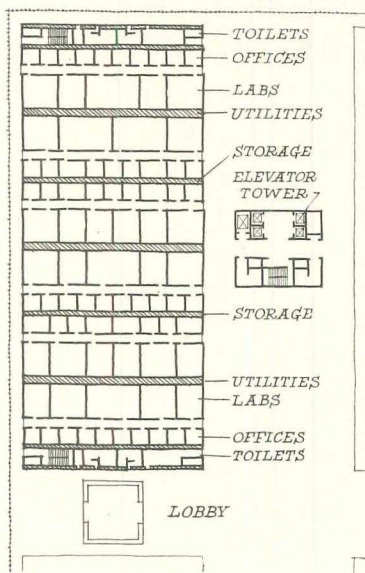 TOILETS
OFFICES
LABS
UTILITIES
STORAGE
ELEVATOR
TOWER
STORAGE
UTILITIES
LABS
OFFICES
TOILETS
LOBBY